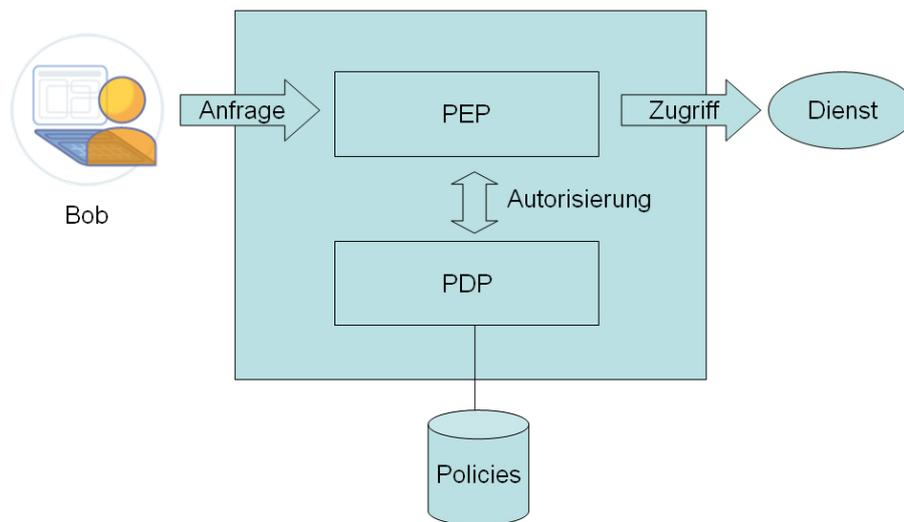 Anfrage
PEP
Zugriff
Dienst
Bob
Autorisierung
PDP
Policies